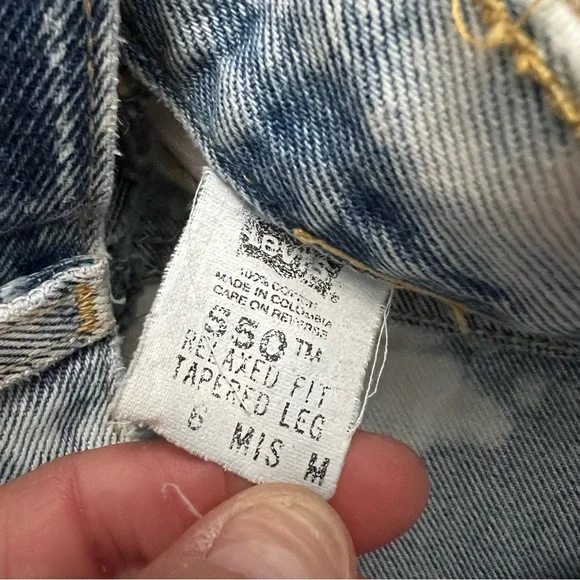 Levi's
®
100% COTTON
MADE IN COLOMBIA
CARE ON REVERSE
550™
RELAXED FIT
TAPERED LEG
6 MIS M